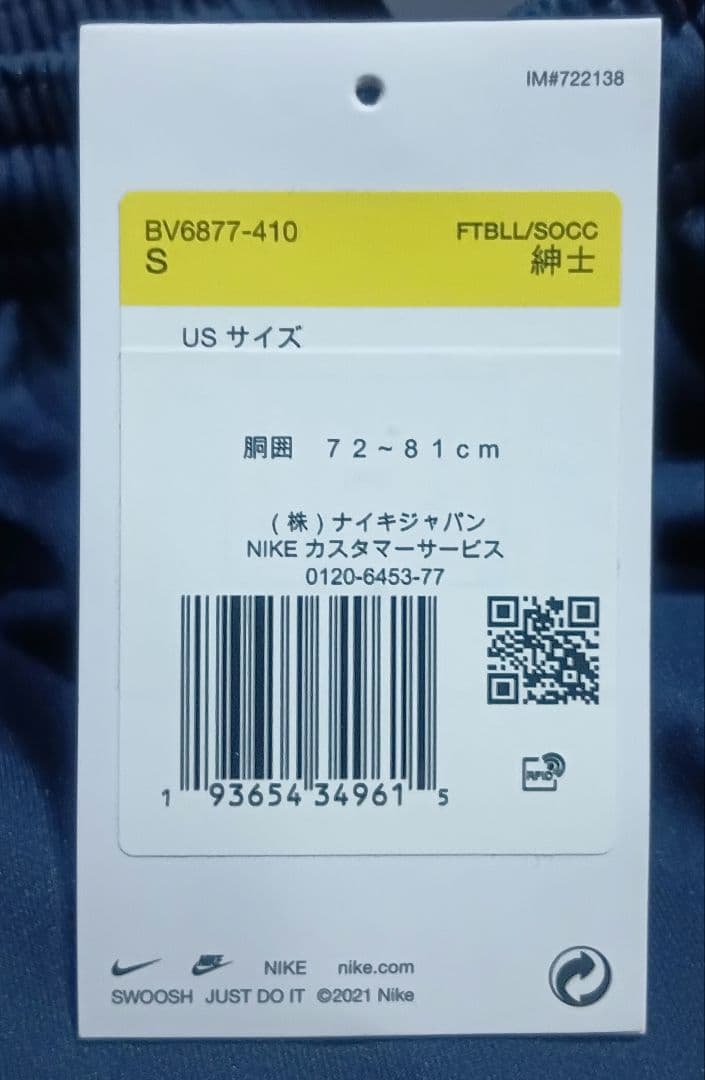 IM#722138
BV6877-410 FTBLL/SOCC
S 紳士
US サイズ
胴囲 72~81cm
(株)ナイキジャパン
NIKE カスタマーサービス
0120-6453-77
1 93654 34961 5
RFID
NIKE NIKE nike.com
SWOOSH JUST DO IT ©2021 Nike